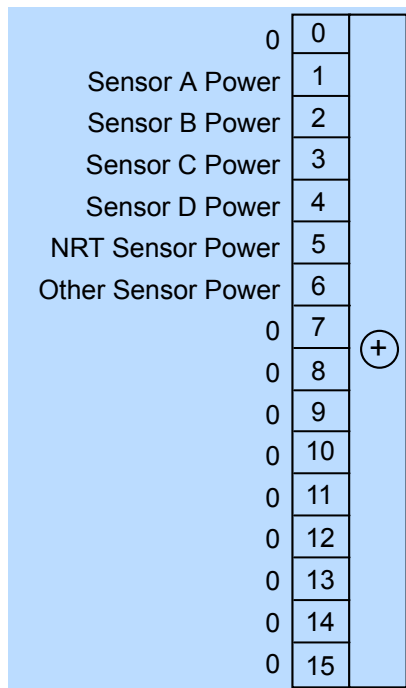 0 0
Sensor A Power 1
Sensor B Power 2
Sensor C Power 3
Sensor D Power 4
NRT Sensor Power 5
Other Sensor Power 6
0 7
+
0 8
0 9
0 10
0 11
0 12
0 13
0 14
0 15